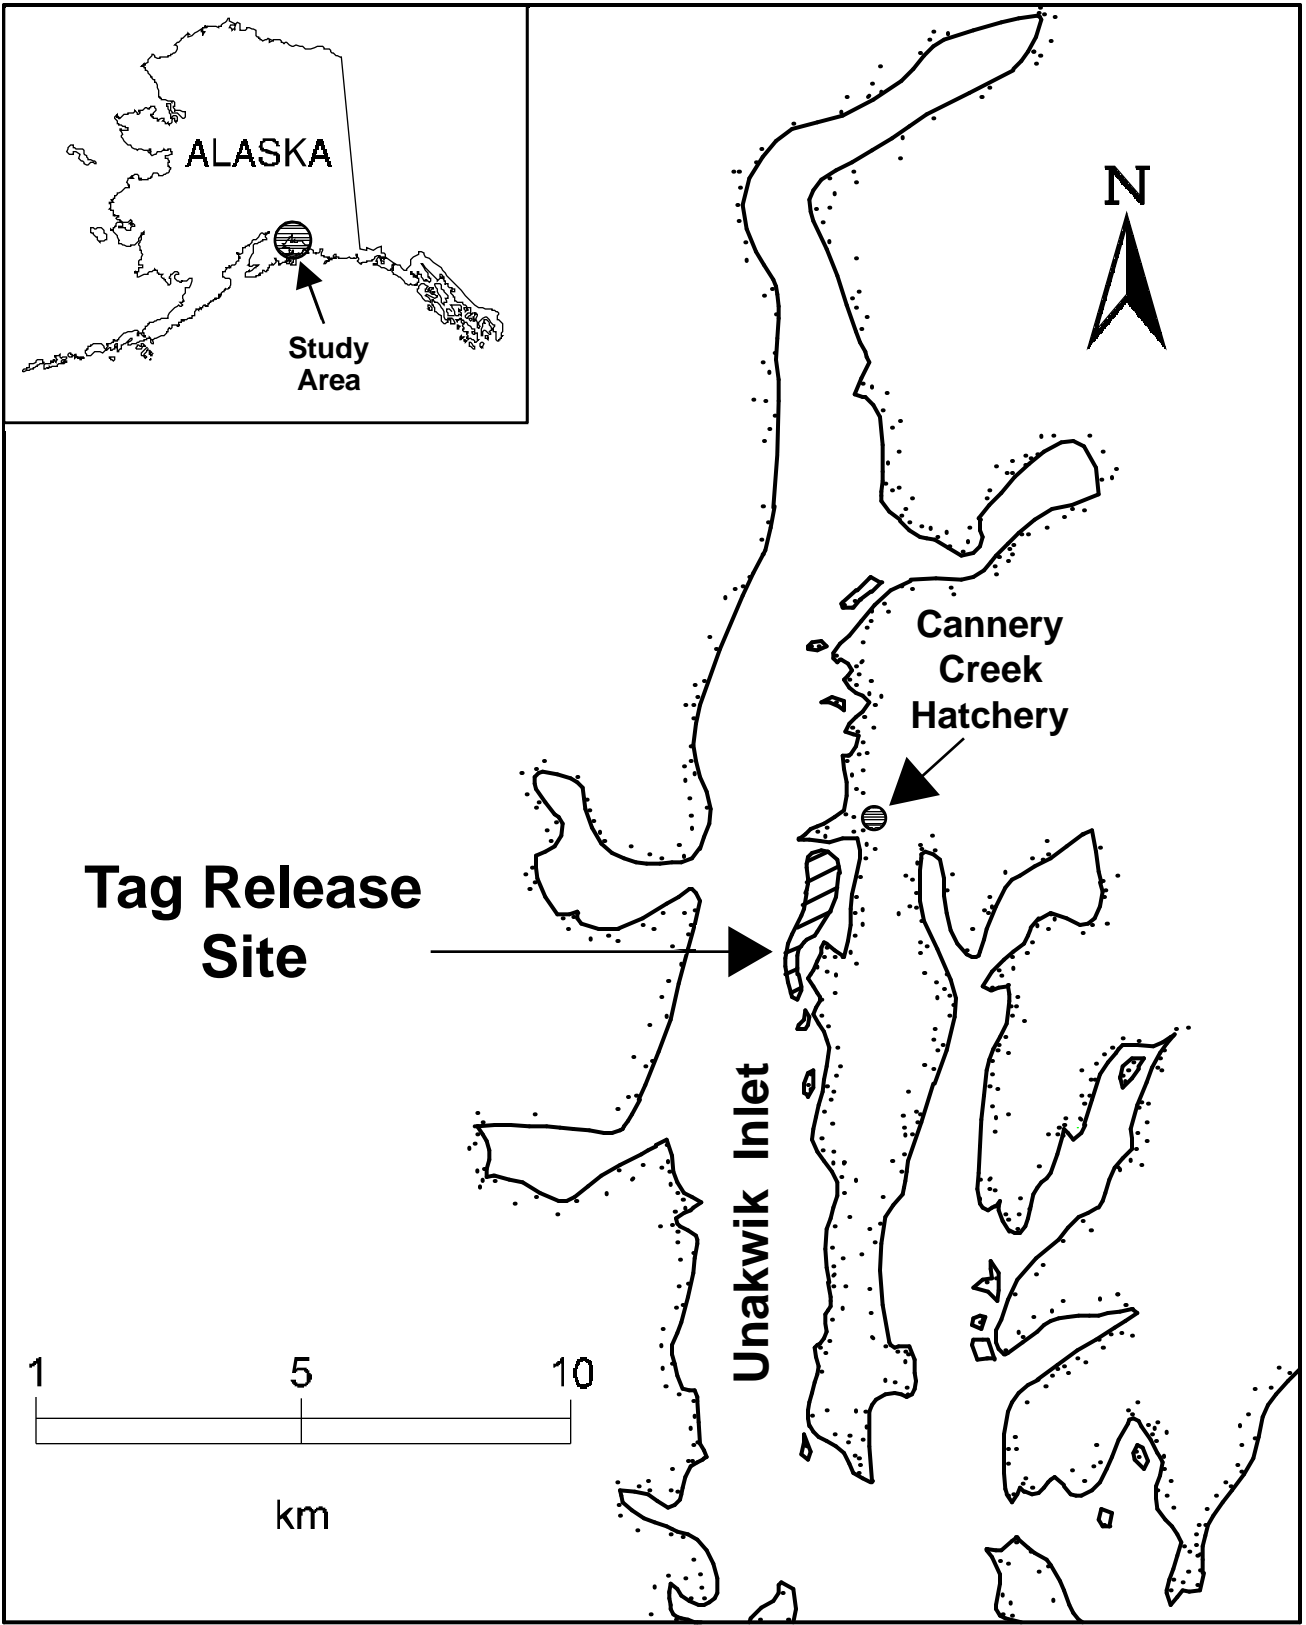 ALASKA
Study
Area
N
Cannery
Creek
Hatchery
Tag Release
Site
Unakwik Inlet
1 5 10
km